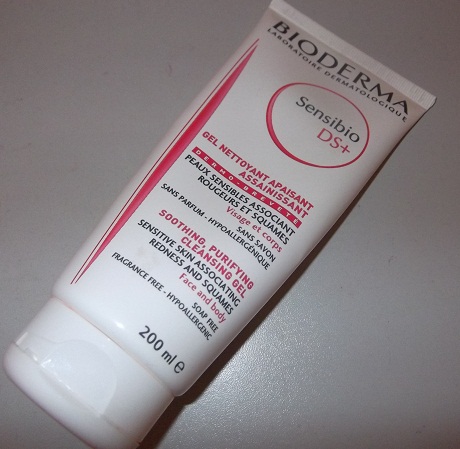 BIODERMA
LABORATOIRE DERMATOLOGIQUE
Sensibio
DS+
GEL NETTOYANT APAISANT
ASSAINISSANT
DERMO-BREVETÉ
PEAUX SENSIBLES ASSOCIANT
ROUGEURS ET SQUAMES
Visage et corps
SANS SAVON
SANS PARFUM - HYPOALLERGÉNIQUE
SOOTHING, PURIFYING
CLEANSING GEL
SENSITIVE SKIN ASSOCIATING
REDNESS AND SQUAMES
Face and body
SOAP FREE
FRAGRANCE FREE - HYPOALLERGENIC
200 ml e